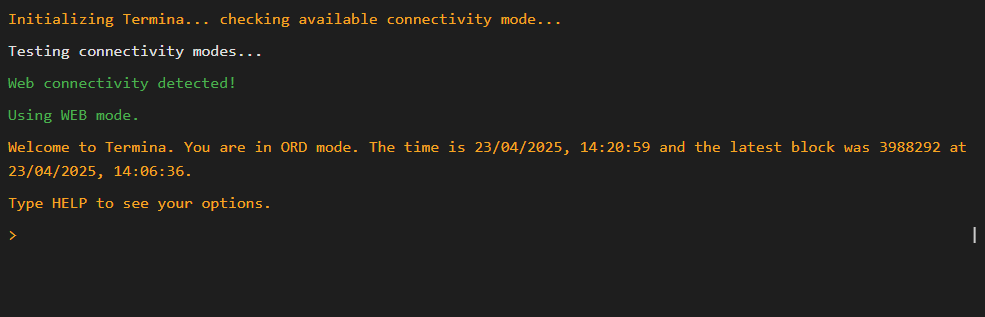 Initializing Termina... checking available connectivity mode...
Testing connectivity modes...
Web connectivity detected!
Using WEB mode.
Welcome to Termina. You are in ORD mode. The time is 23/04/2025, 14:20:59 and the latest block was 3988292 at
23/04/2025, 14:06:36.
Type HELP to see your options.
>